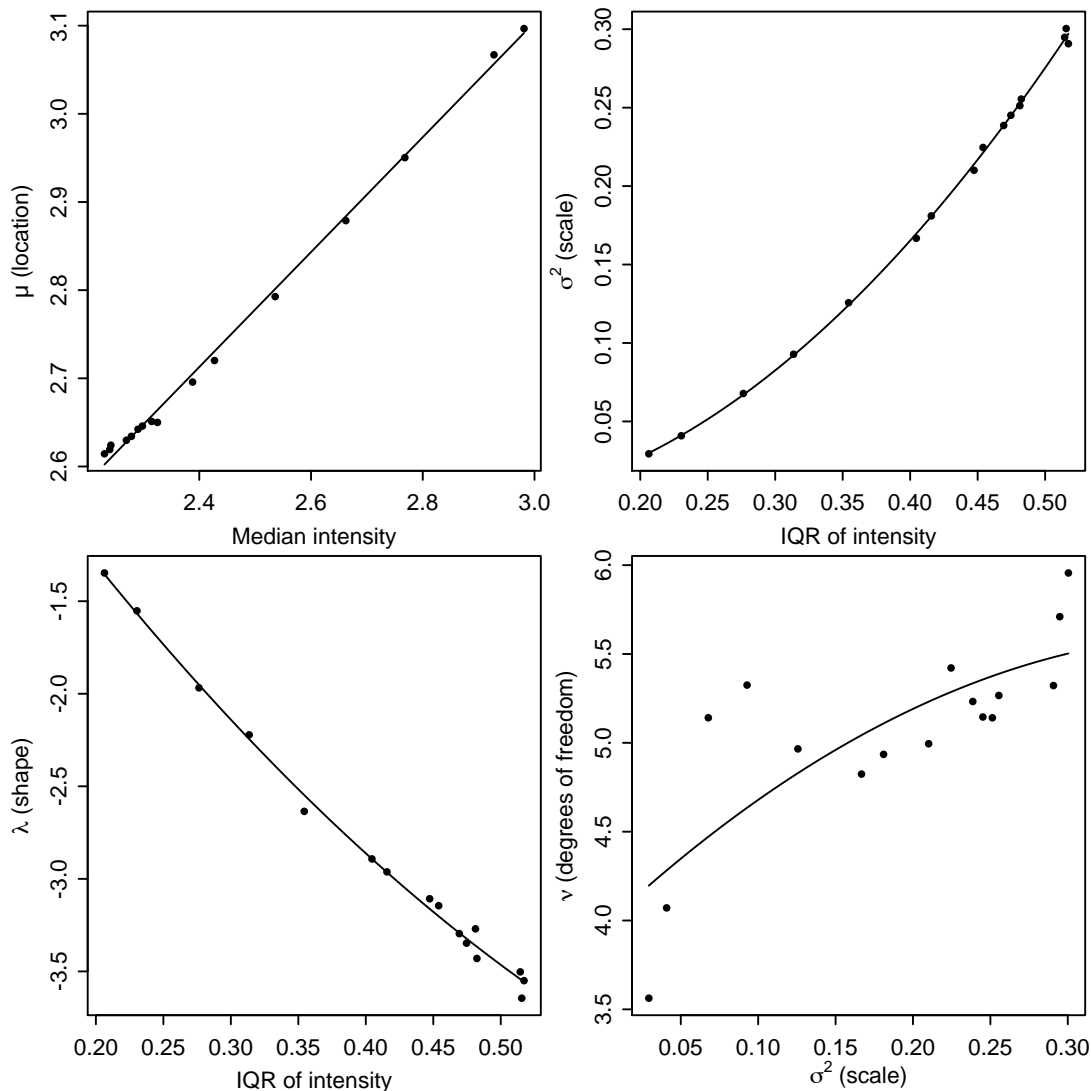 3.1
3.0
2.9
2.8
2.7
2.6
μ (location)
2.4 2.6 2.8 3.0
Median intensity
0.30
0.25
0.20
0.15
0.10
0.05
σ² (scale)
0.20 0.25 0.30 0.35 0.40 0.45 0.50
IQR of intensity
-1.5
-2.0
-2.5
-3.0
-3.5
λ (shape)
0.20 0.25 0.30 0.35 0.40 0.45 0.50
IQR of intensity
6.0
5.5
5.0
4.5
4.0
3.5
ν (degrees of freedom)
0.05 0.10 0.15 0.20 0.25 0.30
σ² (scale)